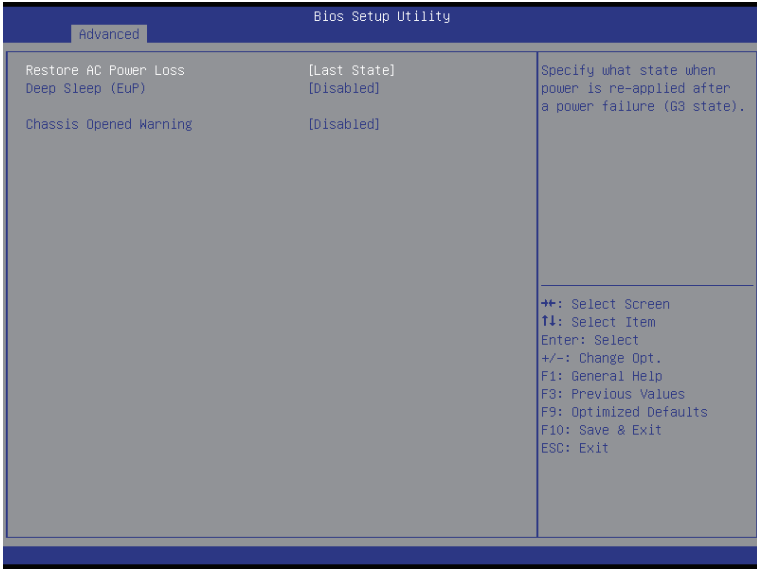 Bios Setup Utility
Advanced
Restore AC Power Loss [Last State]
Deep Sleep (EuP) [Disabled]
Chassis Opened Warning [Disabled]
Specify what state when
power is re-applied after
a power failure (G3 state).
→←: Select Screen
↑↓: Select Item
Enter: Select
+/-: Change Opt.
F1: General Help
F3: Previous Values
F9: Optimized Defaults
F10: Save & Exit
ESC: Exit